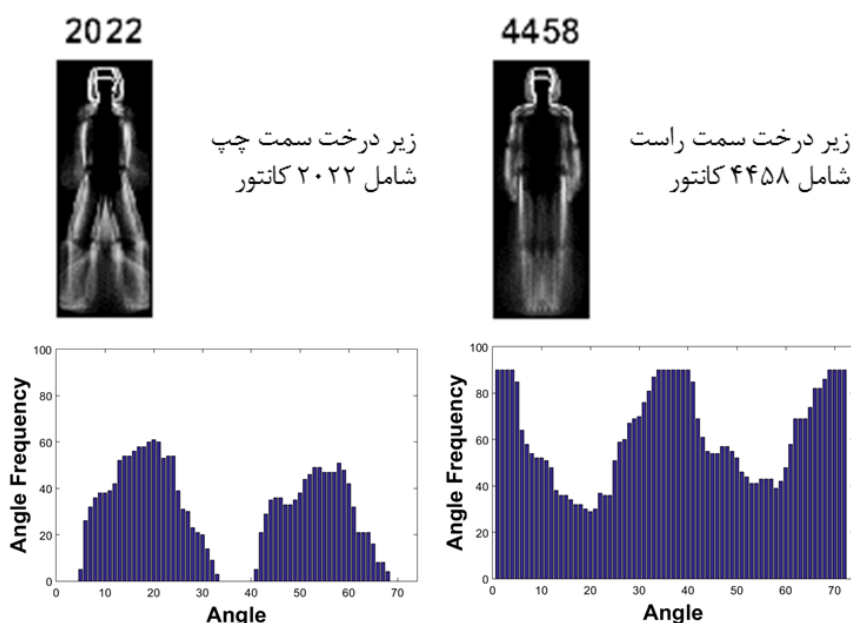 2022
زیر درخت سمت چپ
شامل ۲۰۲۲ کانتور
4458
زیر درخت سمت راست
شامل ۴۴۵۸ کانتور
Angle Frequency
100
80
60
40
20
0
0 10 20 30 40 50 60 70
Angle
Angle Frequency
100
80
60
40
20
0
0 10 20 30 40 50 60 70
Angle